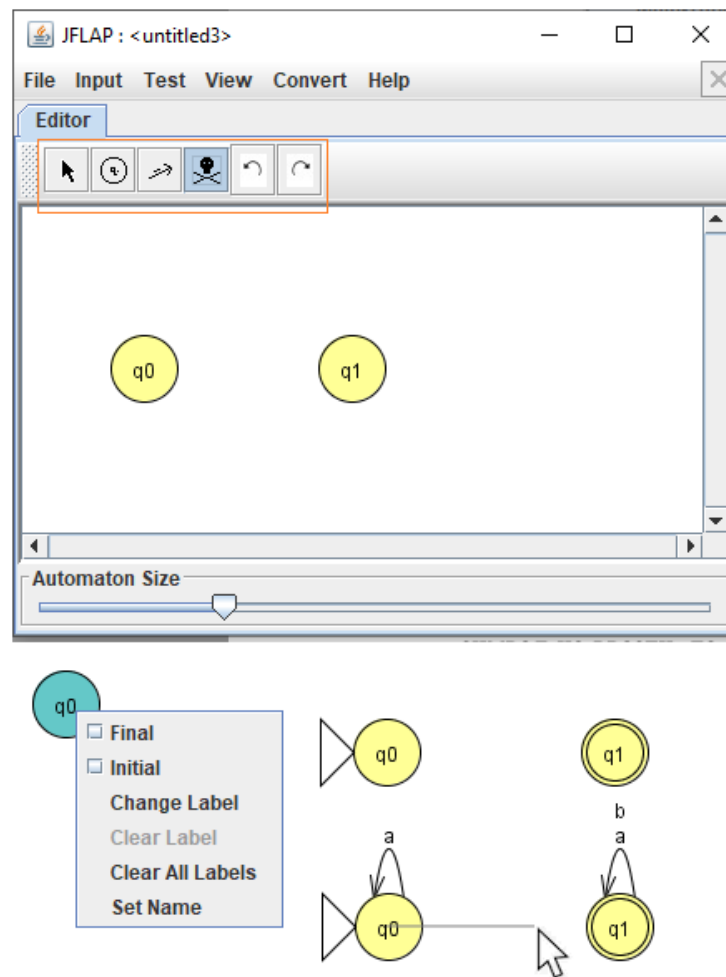 JFLAP : <untitled3>
File Input Test View Convert Help
Editor
q0 q1
Automaton Size
q0
Final
Initial
Change Label
Clear Label
Clear All Labels
Set Name
q0 q1
b
a a
q0 q1